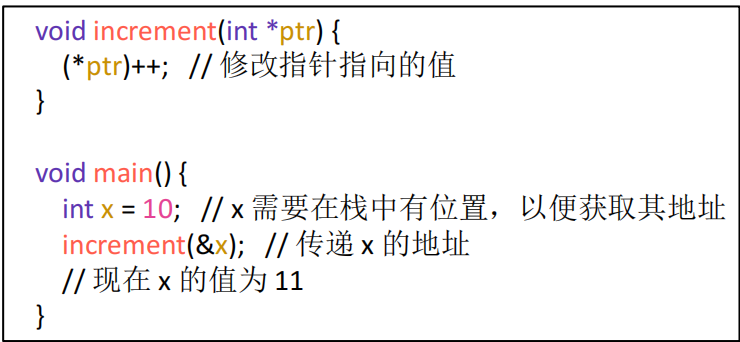 void increment(int *ptr) {
(*ptr)++; // 修改指针指向的值
}
void main() {
int x = 10; // x 需要在栈中有位置，以便获取其地址
increment(&x); // 传递 x 的地址
// 现在 x 的值为 11
}